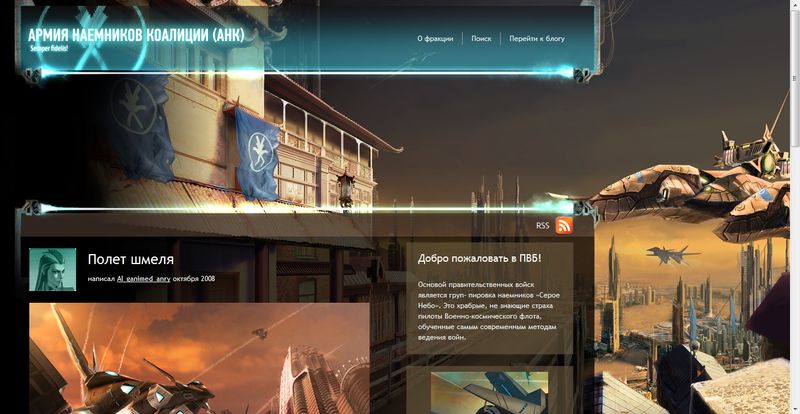 АРМИЯ НАЕМНИКОВ КОАЛИЦИИ (АНК)
Semper fidelis!
О фракции
Поиск
Перейти к блогу
RSS
Полет шмеля
написал Al_ganimed_anry октября 2008
Добро пожаловать в ПВБ!
Основой правительственных войск
является груп- пировка наемников «Серое
Небо». Это храбрые, не знающие страха
пилоты Военно-космического флота,
обученные самым современным методам
ведения войн.